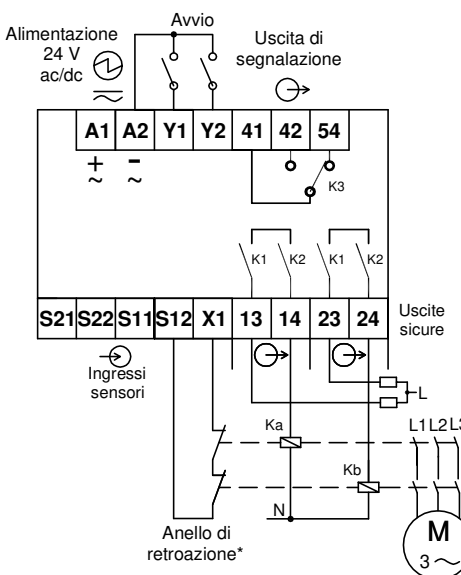 Avvio
Alimentazione
24 V
ac/dc
Uscita di
segnalazione
A1 A2 Y1 Y2 41 42 54
+ -
~ ~
K3
K1 K2 K1 K2
S21 S22 S11 S12 X1 13 14 23 24
Uscite
sicure
Ingressi
sensori
L
Ka
L1 L2 L3
Kb
N
Anello di
retroazione*
M
3 ~